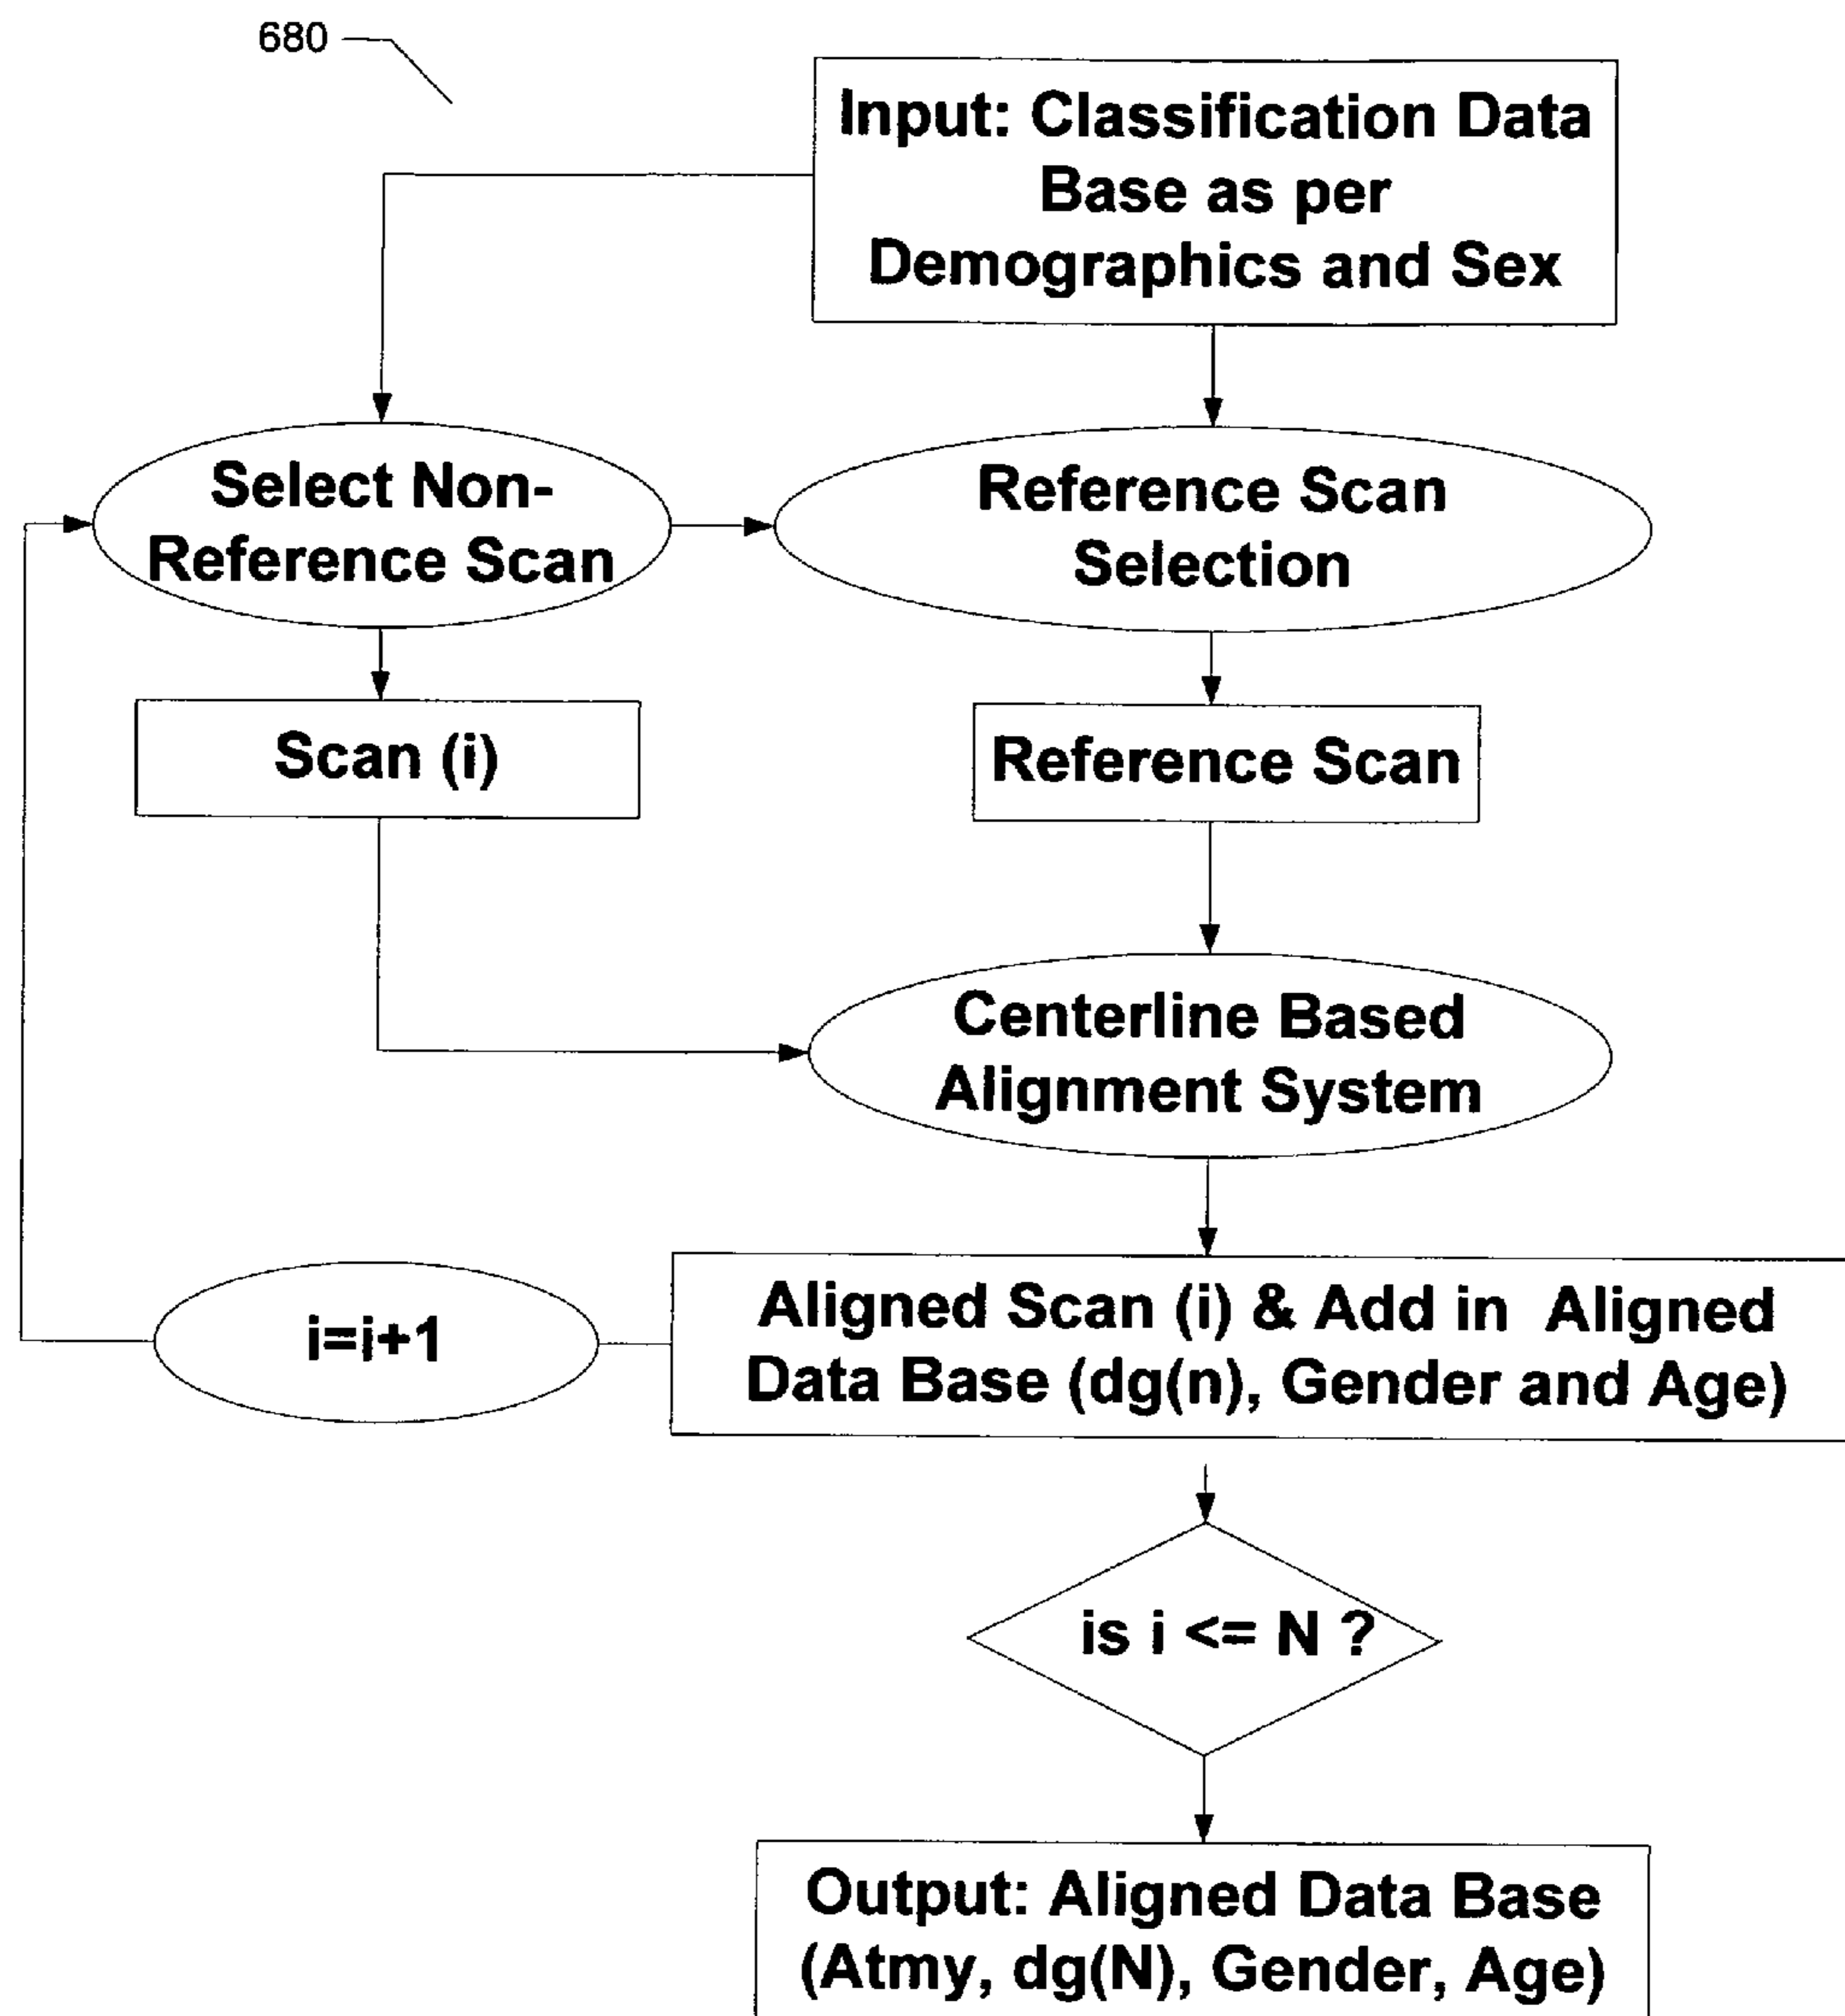 680
Input: Classification Data
Base as per
Demographics and Sex
Select Non-
Reference Scan
Reference Scan
Selection
Scan (i)
Reference Scan
Centerline Based
Alignment System
i=i+1
Aligned Scan (i) & Add in Aligned
Data Base (dg(n), Gender and Age)
is i <= N ?
Output: Aligned Data Base
(Atmy, dg(N), Gender, Age)